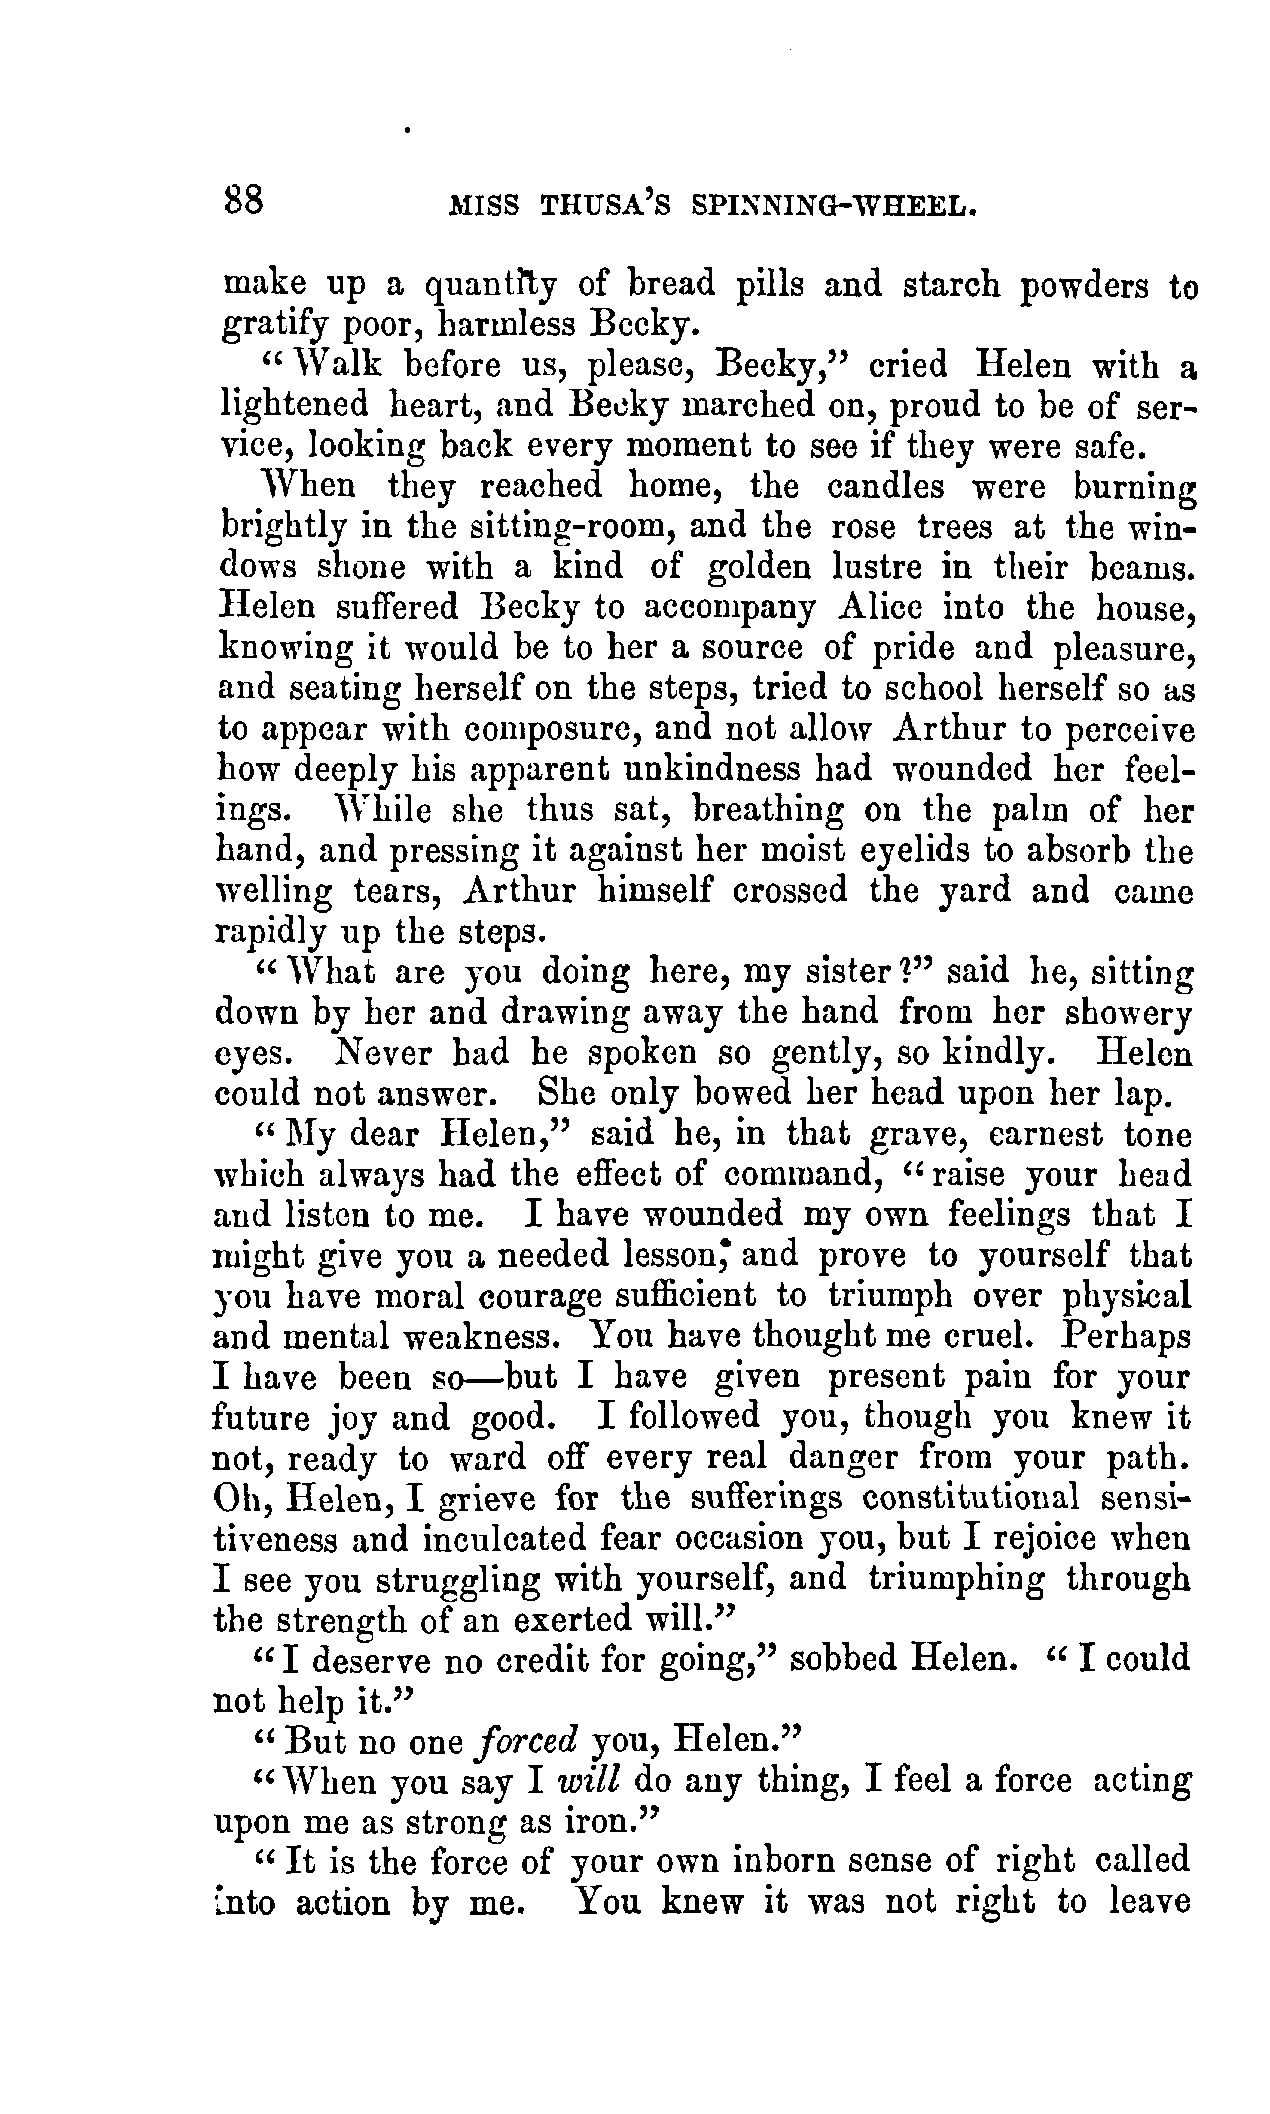 88 MISS THUSA'S SPINNING-WHEEL.
make up a quantity of bread pills and starch powders to
gratify poor, harmless Becky.
"Walk before us, please, Becky," cried Helen with a
lightened heart, and Becky marched on, proud to be of ser-
vice, looking back every moment to see if they were safe.
When they reached home, the candles were burning
brightly in the sitting-room, and the rose trees at the win-
dows shone with a kind of golden lustre in their beams.
Helen suffered Becky to accompany Alice into the house,
knowing it would be to her a source of pride and pleasure,
and seating herself on the steps, tried to school herself so as
to appear with composure, and not allow Arthur to perceive
how deeply his apparent unkindness had wounded her feel-
ings. While she thus sat, breathing on the palm of her
hand, and pressing it against her moist eyelids to absorb the
welling tears, Arthur himself crossed the yard and came
rapidly up the steps.
"What are you doing here, my sister?" said he, sitting
down by her and drawing away the hand from her showery
eyes. Never had he spoken so gently, so kindly. Helen
could not answer. She only bowed her head upon her lap.
"My dear Helen," said he, in that grave, earnest tone
which always had the effect of command, "raise your head
and listen to me. I have wounded my own feelings that I
might give you a needed lesson; and prove to yourself that
you have moral courage sufficient to triumph over physical
and mental weakness. You have thought me cruel. Perhaps
I have been so—but I have given present pain for your
future joy and good. I followed you, though you knew it
not, ready to ward off every real danger from your path.
Oh, Helen, I grieve for the sufferings constitutional sensi-
tiveness and inculcated fear occasion you, but I rejoice when
I see you struggling with yourself, and triumphing through
the strength of an exerted will."
"I deserve no credit for going," sobbed Helen. "I could
not help it."
"But no one forced you, Helen."
"When you say I will do any thing, I feel a force acting
upon me as strong as iron."
"It is the force of your own inborn sense of right called
into action by me. You knew it was not right to leave